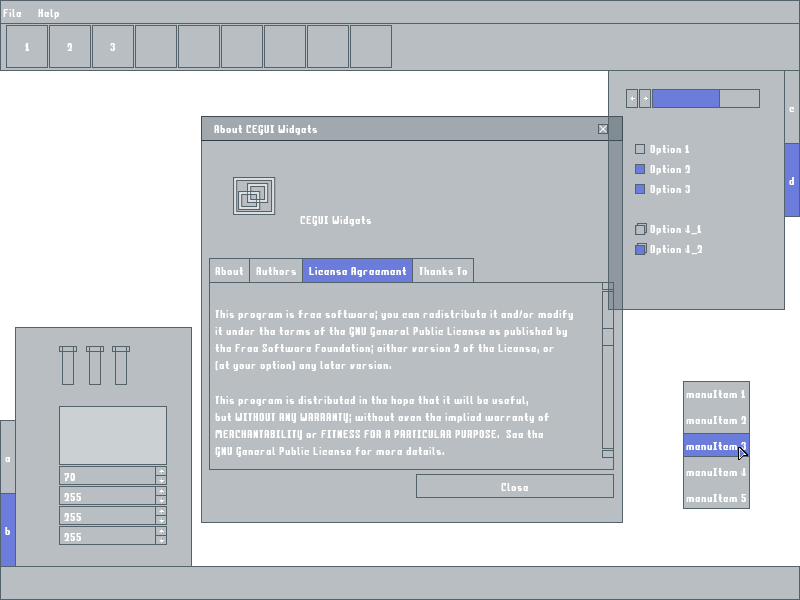 File Help
1 2 3
About CEGUI Widgets
c
Option 1
d
Option 2
Option 3
CEGUI Widgets
Option 4_1
Option 4_2
About Authors License Agreement Thanks To
This program is free software; you can redistribute it and/or modify
it under the terms of the GNU General Public License as published by
the Free Software Foundation; either version 2 of the License, or
(at your option) any later version.
This program is distributed in the hope that it will be useful,
but WITHOUT ANY WARRANTY; without even the implied warranty of
MERCHANTABILITY or FITNESS FOR A PARTICULAR PURPOSE. See the
GNU General Public License for more details.
Close
menuItem 1
menuItem 2
menuItem 3
menuItem 4
menuItem 5
a
70
255
255
b
255